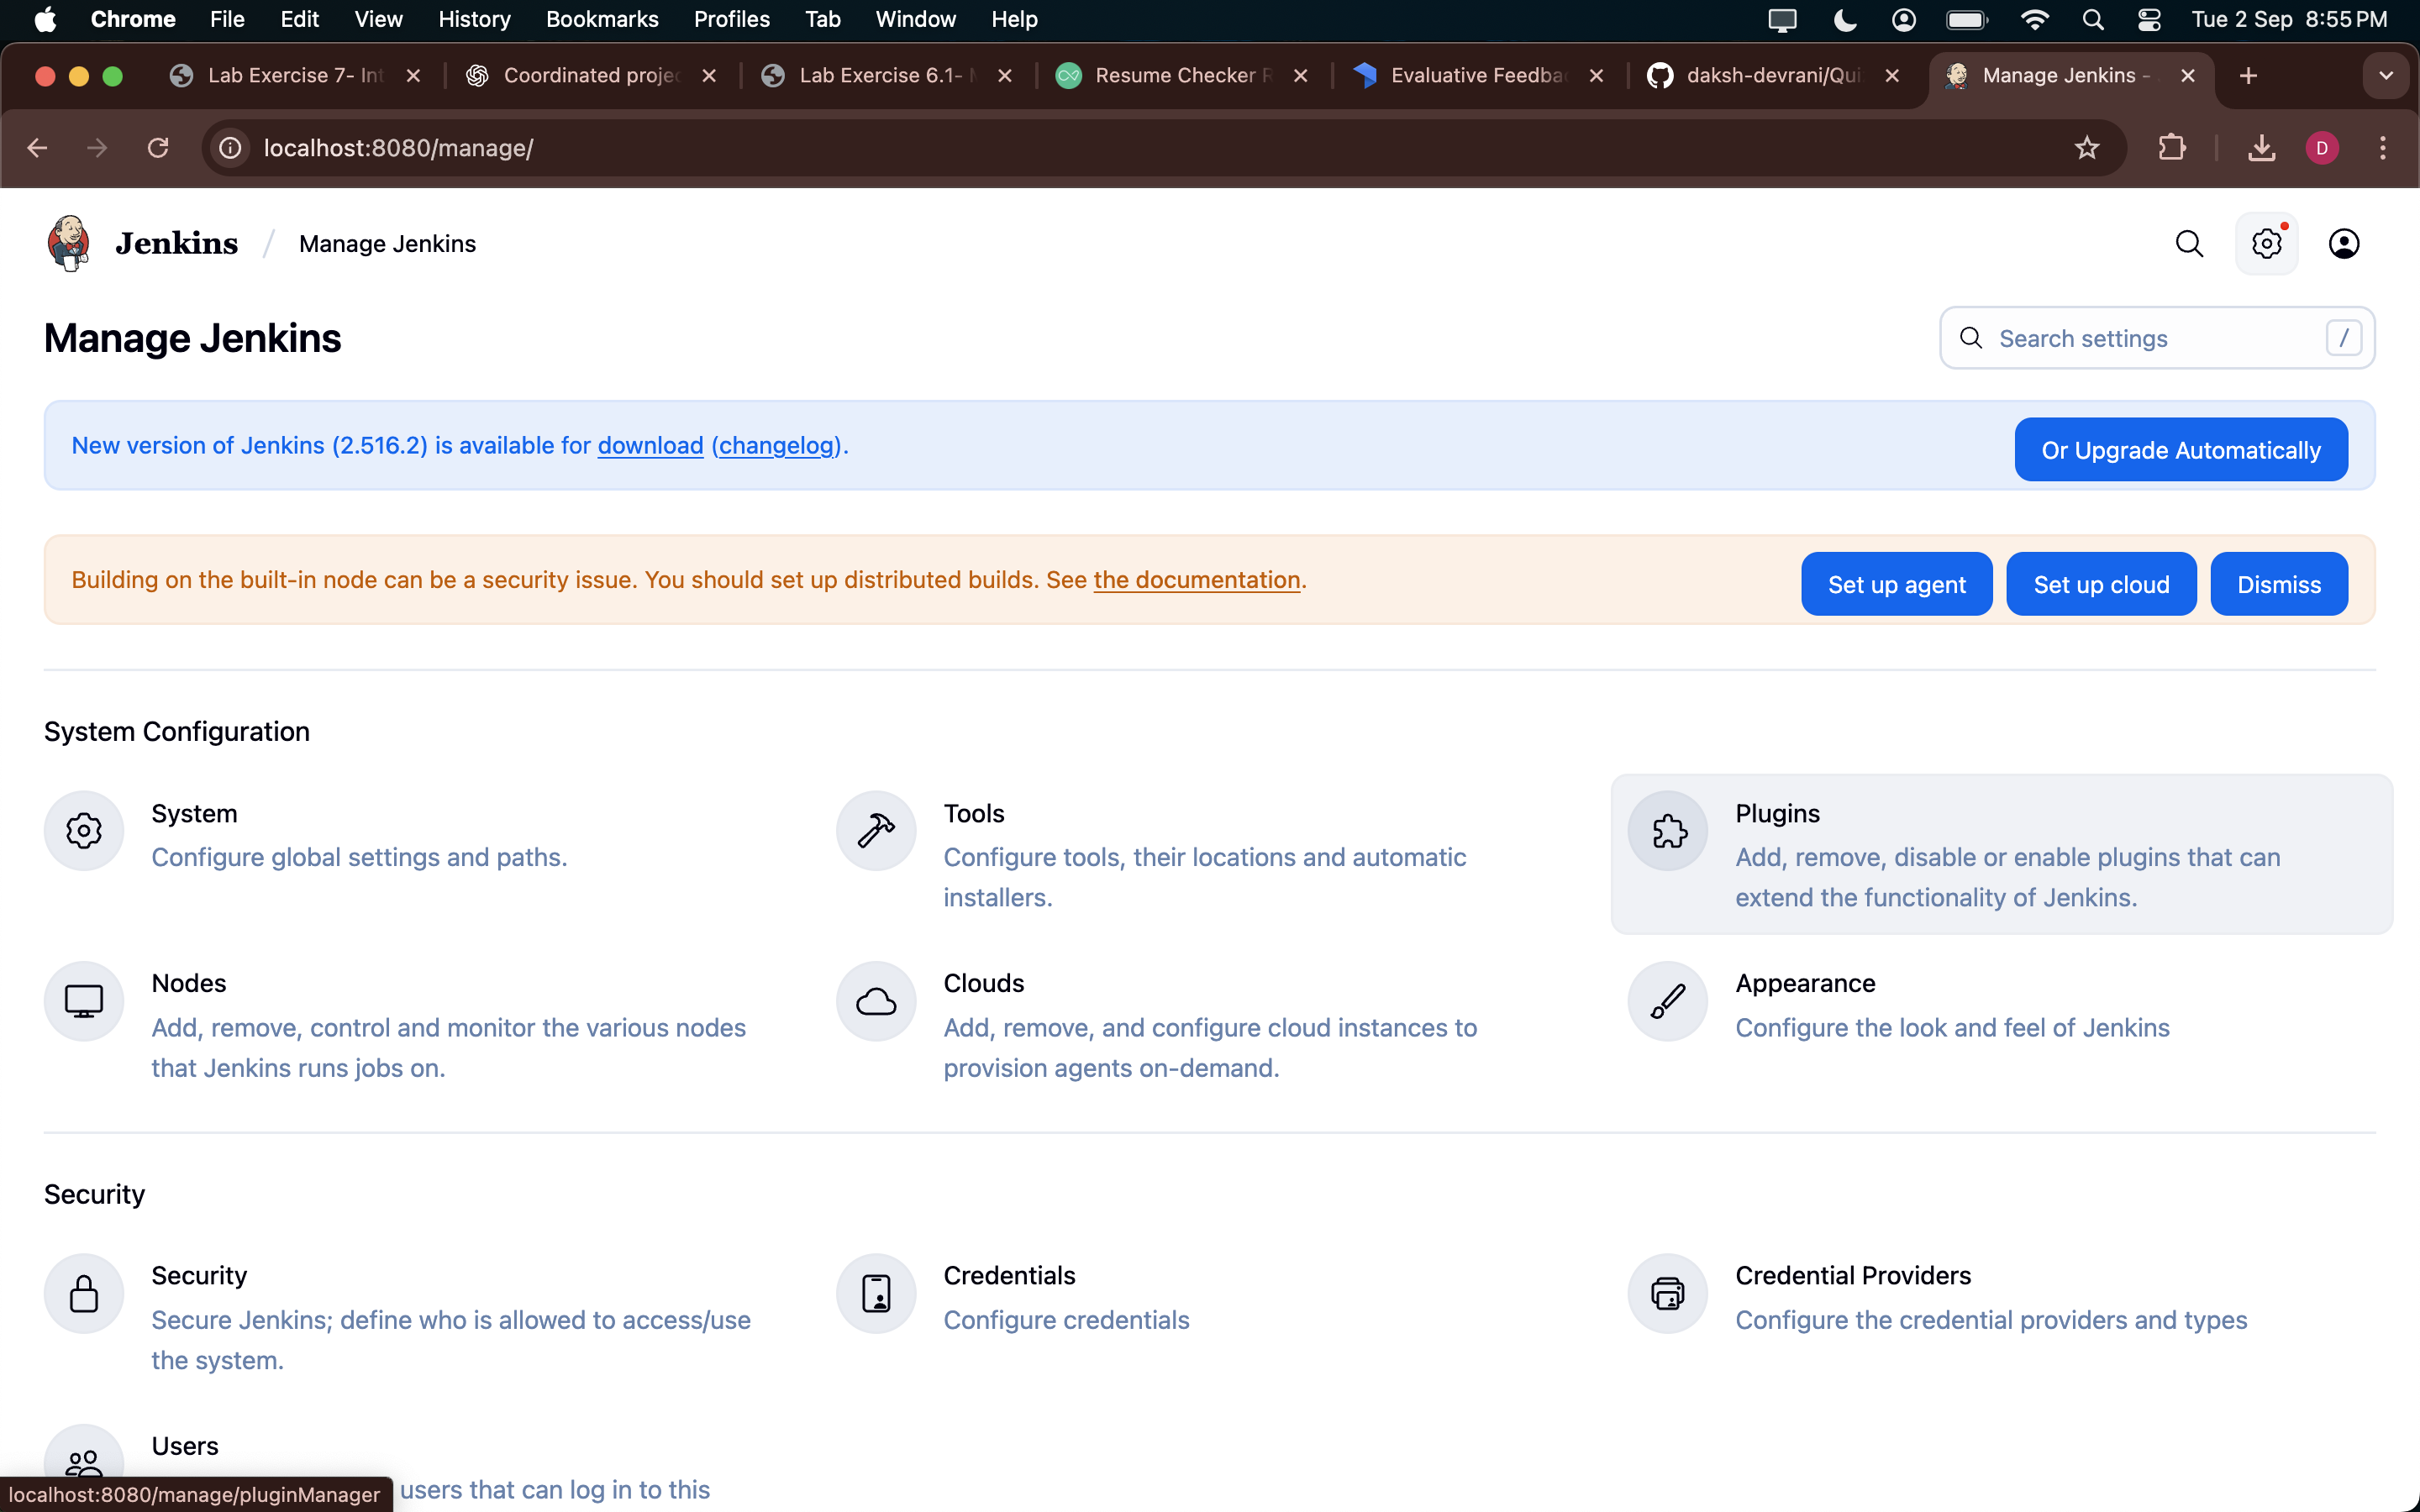 Chrome File Edit View History Bookmarks Profiles Tab Window Help Tue 2 Sep 8:55 PM
Lab Exercise 7- Int Coordinated projec Lab Exercise 6.1- Resume Checker Evaluative Feedba daksh-devrani/Qui Manage Jenkins -
localhost:8080/manage/ D
Jenkins / Manage Jenkins
Manage Jenkins Search settings /
New version of Jenkins (2.516.2) is available for download (changelog). Or Upgrade Automatically
Building on the built-in node can be a security issue. You should set up distributed builds. See the documentation. Set up agent Set up cloud Dismiss
System Configuration
System Tools Plugins
Configure global settings and paths. Configure tools, their locations and automatic Add, remove, disable or enable plugins that can
installers. extend the functionality of Jenkins.
Nodes Clouds Appearance
Add, remove, control and monitor the various nodes Add, remove, and configure cloud instances to Configure the look and feel of Jenkins
that Jenkins runs jobs on. provision agents on-demand.
Security
Security Credentials Credential Providers
Secure Jenkins; define who is allowed to access/use Configure credentials Configure the credential providers and types
the system.
Users
localhost:8080/manage/pluginManager users that can log in to this